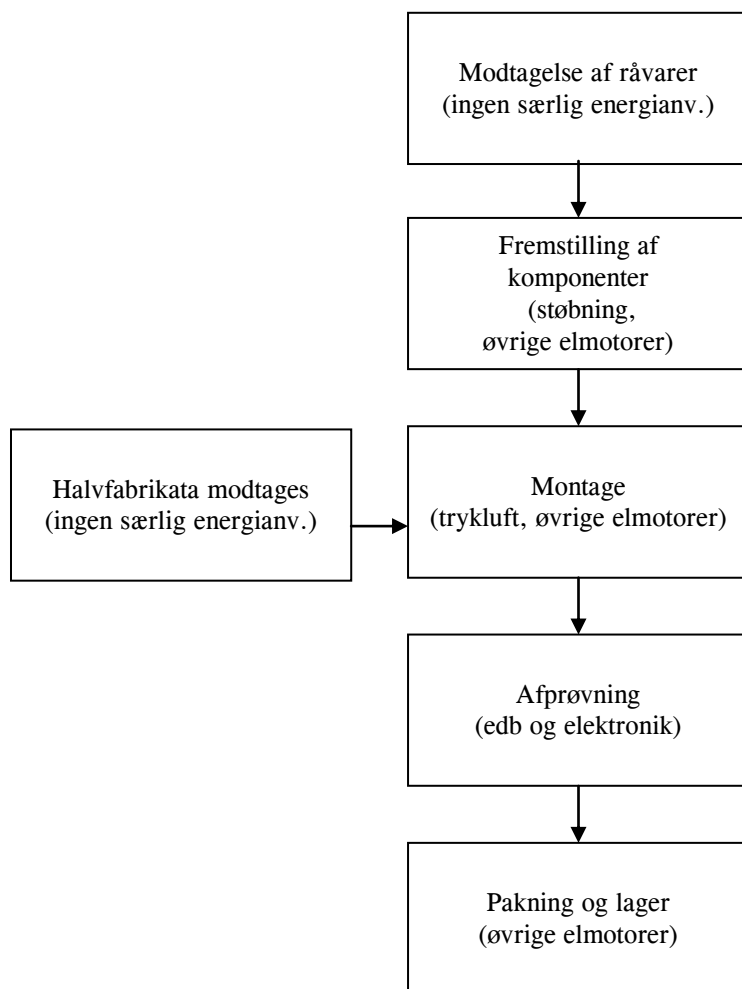 Modtagelse af råvarer
(ingen særlig energianv.)
Fremstilling af
komponenter
(støbning,
øvrige elmotorer)
Halvfabrikata modtages
(ingen særlig energianv.)
Montage
(trykluft, øvrige elmotorer)
Afprøvning
(edb og elektronik)
Pakning og lager
(øvrige elmotorer)